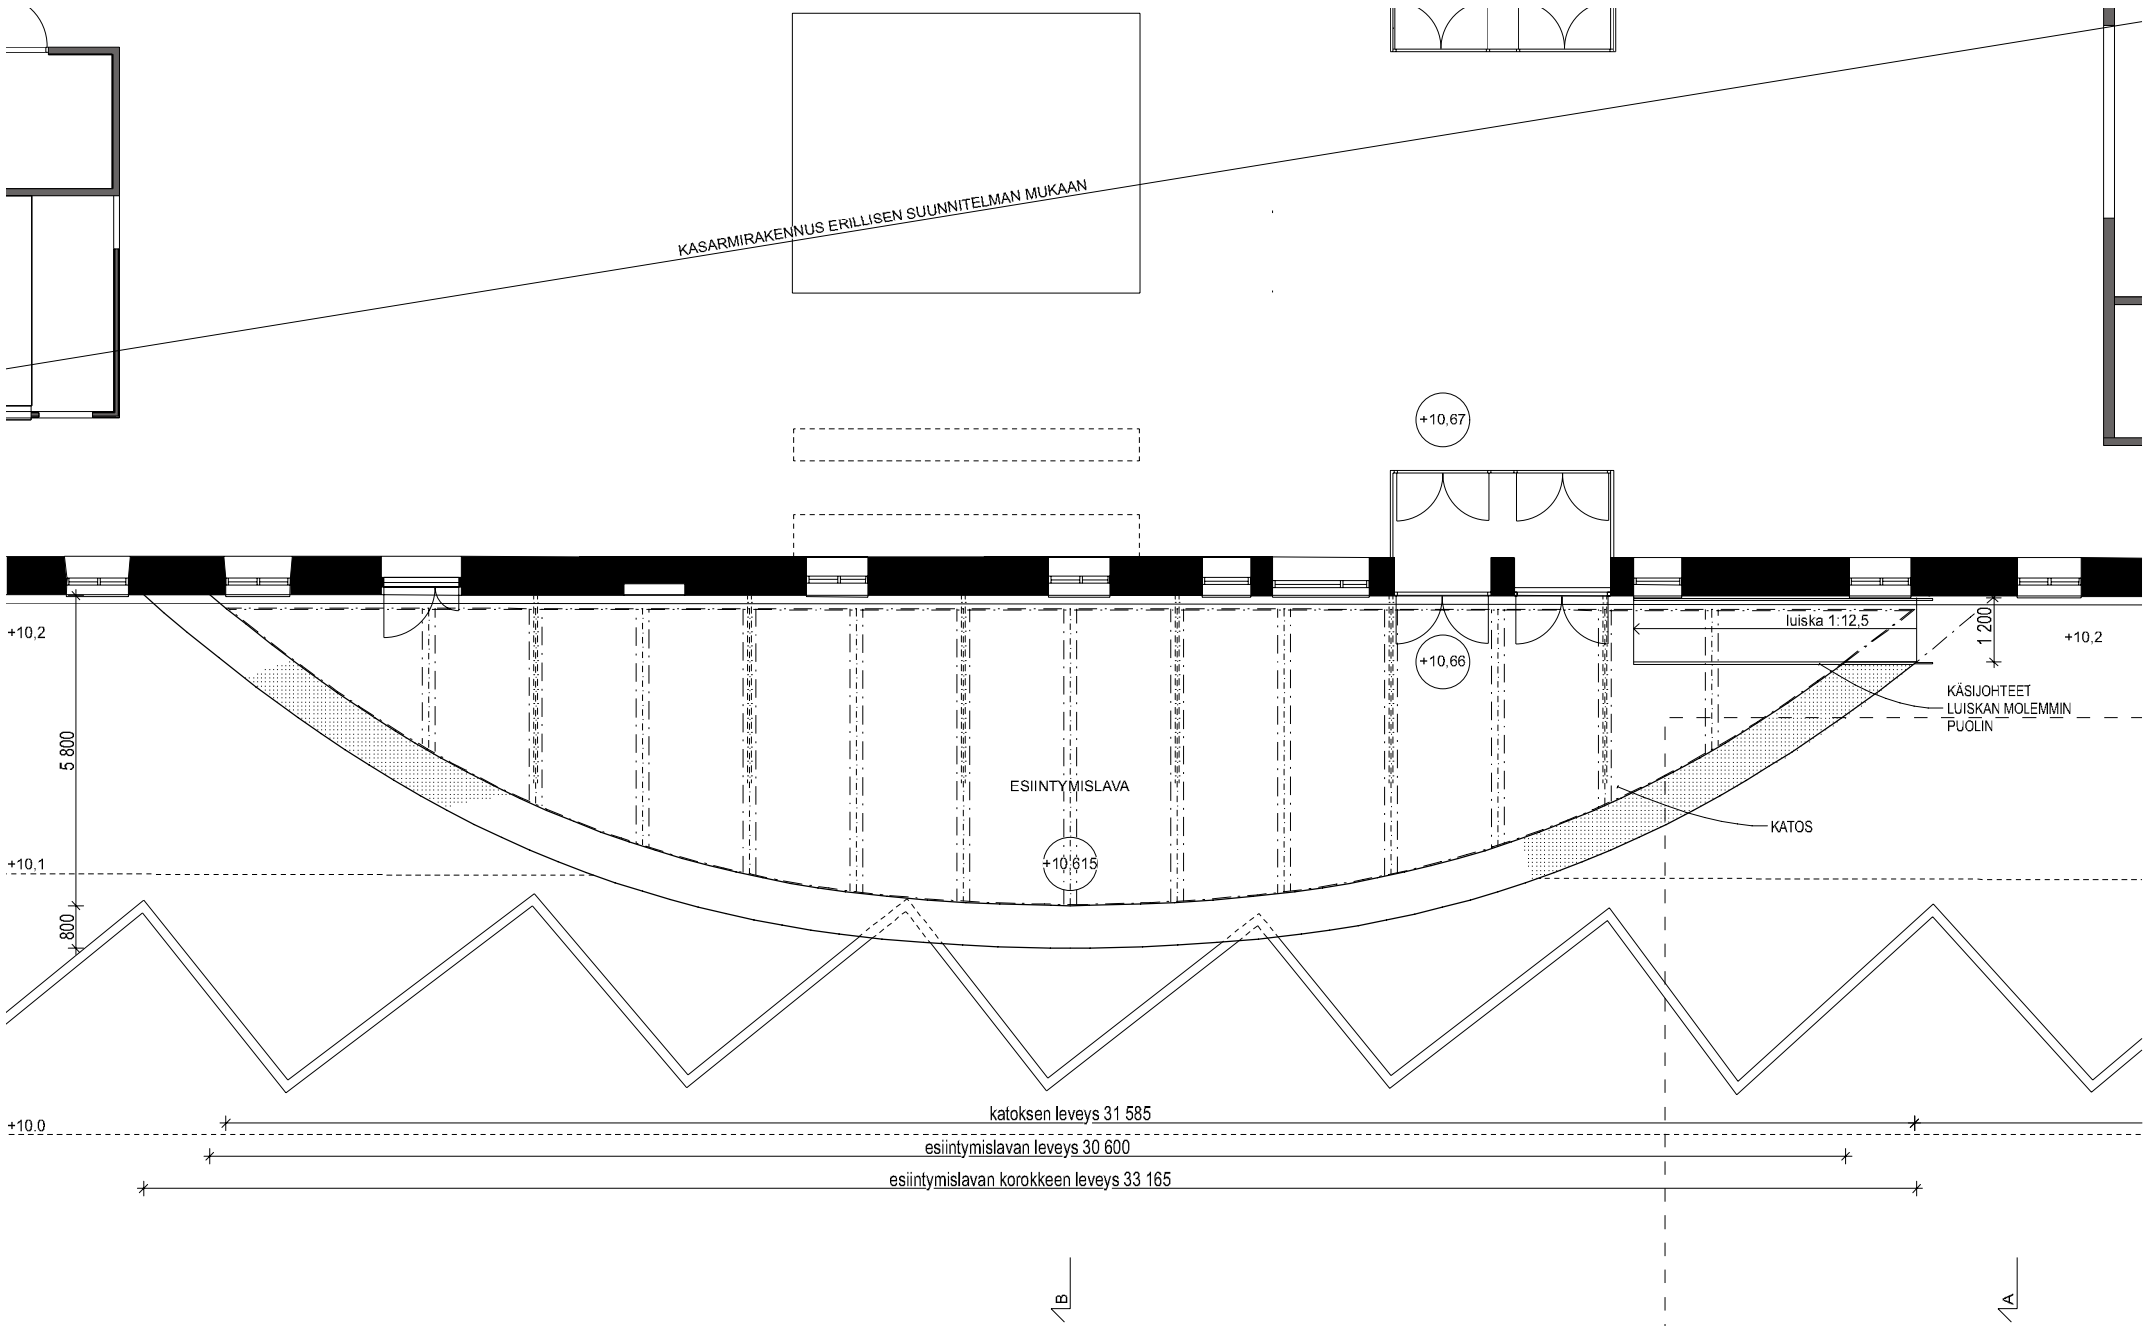 KASARMIRAKENNUS ERILLISEN SUUNNITELMAN MUKAAN
+10,67
+10,2
luiska 1:12,5
1 200
+10,2
+10,66
KÄSIJOHTEET
LUISKAN MOLEMMIN
PUOLIN
5 800
ESIINTYMISLAVA
KATOS
+10,1
+10,615
800
katoksen leveys 31 585
+10.0
esiintymislavan leveys 30 600
esiintymislavan korokkeen leveys 33 165
B
A